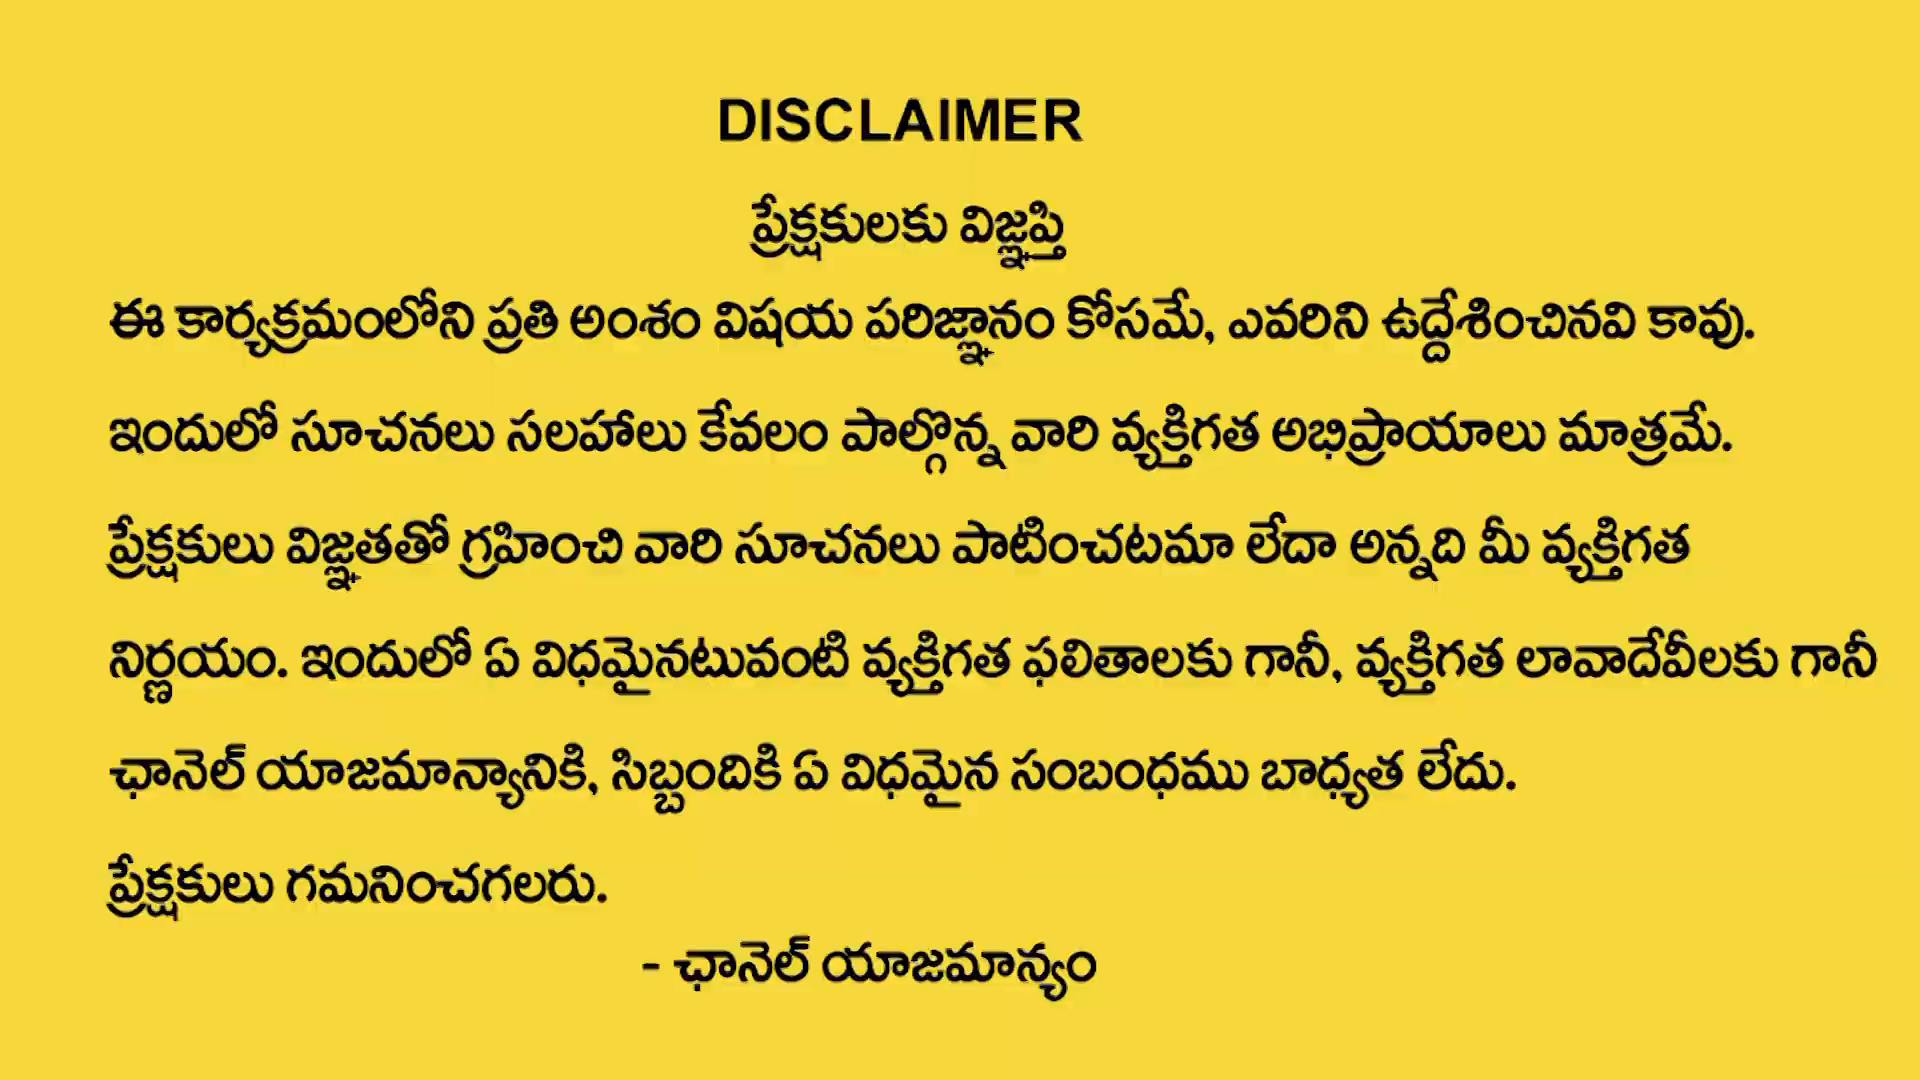 DISCLAIMER
ప్రేక్షకులకు విజ్ఞప్తి
ఈ కార్యక్రమంలోని ప్రతి అంశం విషయ పరిజ్ఞానం కోసమే, ఎవరిని ఉద్దేశించినవి కావు.
ఇందులో సూచనలు సలహాలు కేవలం పాల్గొన్న వారి వ్యక్తిగత అభిప్రాయాలు మాత్రమే.
ప్రేక్షకులు విజ్ఞతతో గ్రహించి వారి సూచనలు పాటించటమా లేదా అన్నది మీ వ్యక్తిగత
నిర్ణయం. ఇందులో ఏ విధమైనటువంటి వ్యక్తిగత ఫలితాలకు గానీ, వ్యక్తిగత లావాదేవీలకు గానీ
ఛానెల్ యాజమాన్యానికి, సిబ్బందికి ఏ విధమైన సంబంధము బాధ్యత లేదు.
ప్రేక్షకులు గమనించగలరు.
- ఛానెల్ యాజమాన్యం